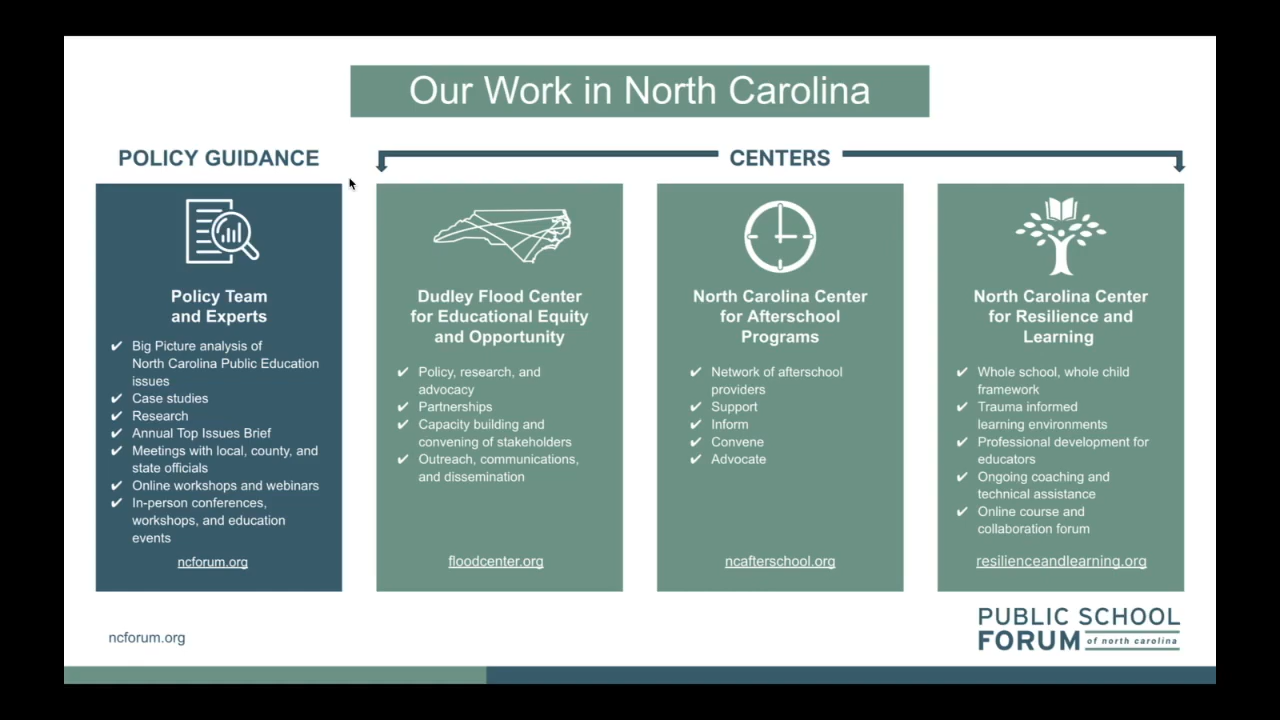 Our Work in North Carolina
POLICY GUIDANCE
CENTERS
Policy Team
and Experts
✔ Big Picture analysis of
North Carolina Public Education
issues
✔ Case studies
✔ Research
✔ Annual Top Issues Brief
✔ Meetings with local, county, and
state officials
✔ Online workshops and webinars
✔ In-person conferences,
workshops, and education
events
ncforum.org
Dudley Flood Center
for Educational Equity
and Opportunity
✔ Policy, research, and
advocacy
✔ Partnerships
✔ Capacity building and
convening of stakeholders
✔ Outreach, communications,
and dissemination
floodcenter.org
North Carolina Center
for Afterschool
Programs
✔ Network of afterschool
providers
✔ Support
✔ Inform
✔ Convene
✔ Advocate
ncafterschool.org
North Carolina Center
for Resilience and
Learning
✔ Whole school, whole child
framework
✔ Trauma informed
learning environments
✔ Professional development for
educators
✔ Ongoing coaching and
technical assistance
✔ Online course and
collaboration forum
resilienceandlearning.org
ncforum.org
PUBLIC SCHOOL
FORUM of north carolina